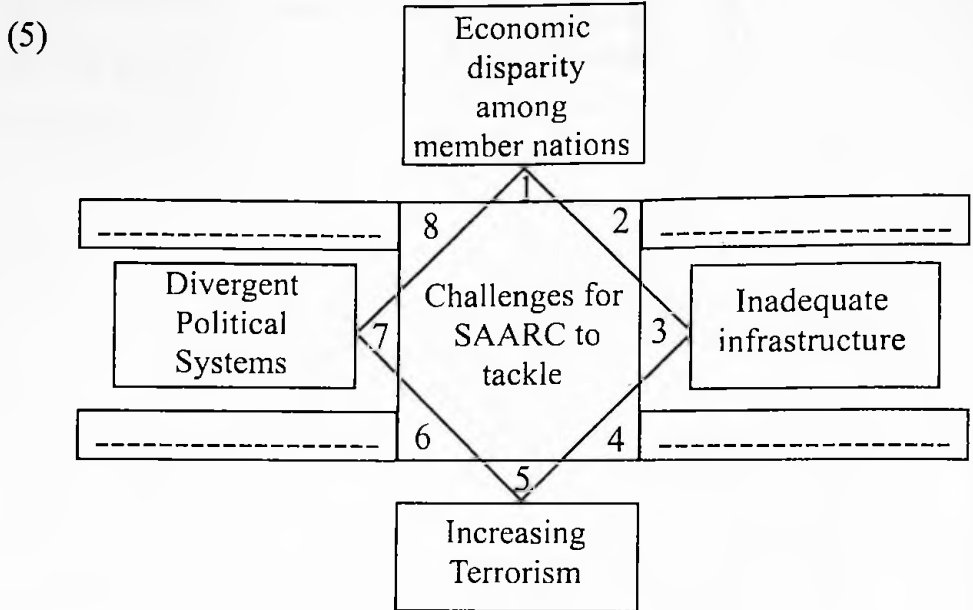 (5)
Economic
disparity
among
member nations
1
8
2
Divergent
Political
Systems
7
Challenges for
SAARC to
tackle
3
Inadequate
infrastructure
6
4
5
Increasing
Terrorism